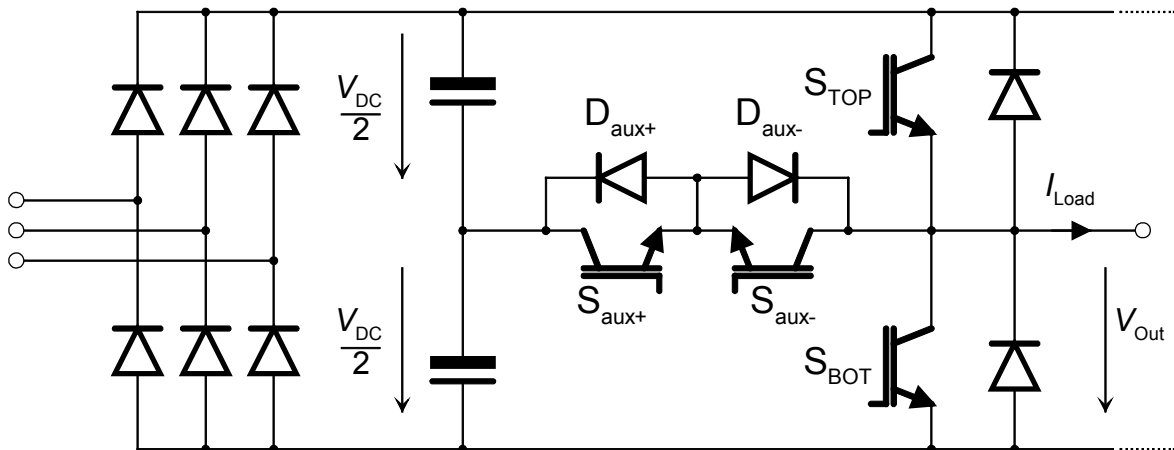 V_DC
2
S_TOP
D_aux+
D_aux-
I_Load
S_aux+
S_aux-
V_DC
2
S_BOT
V_Out